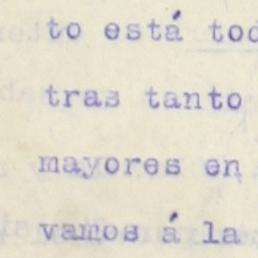 to está tod
tras tanto
mayores en
vamos á la